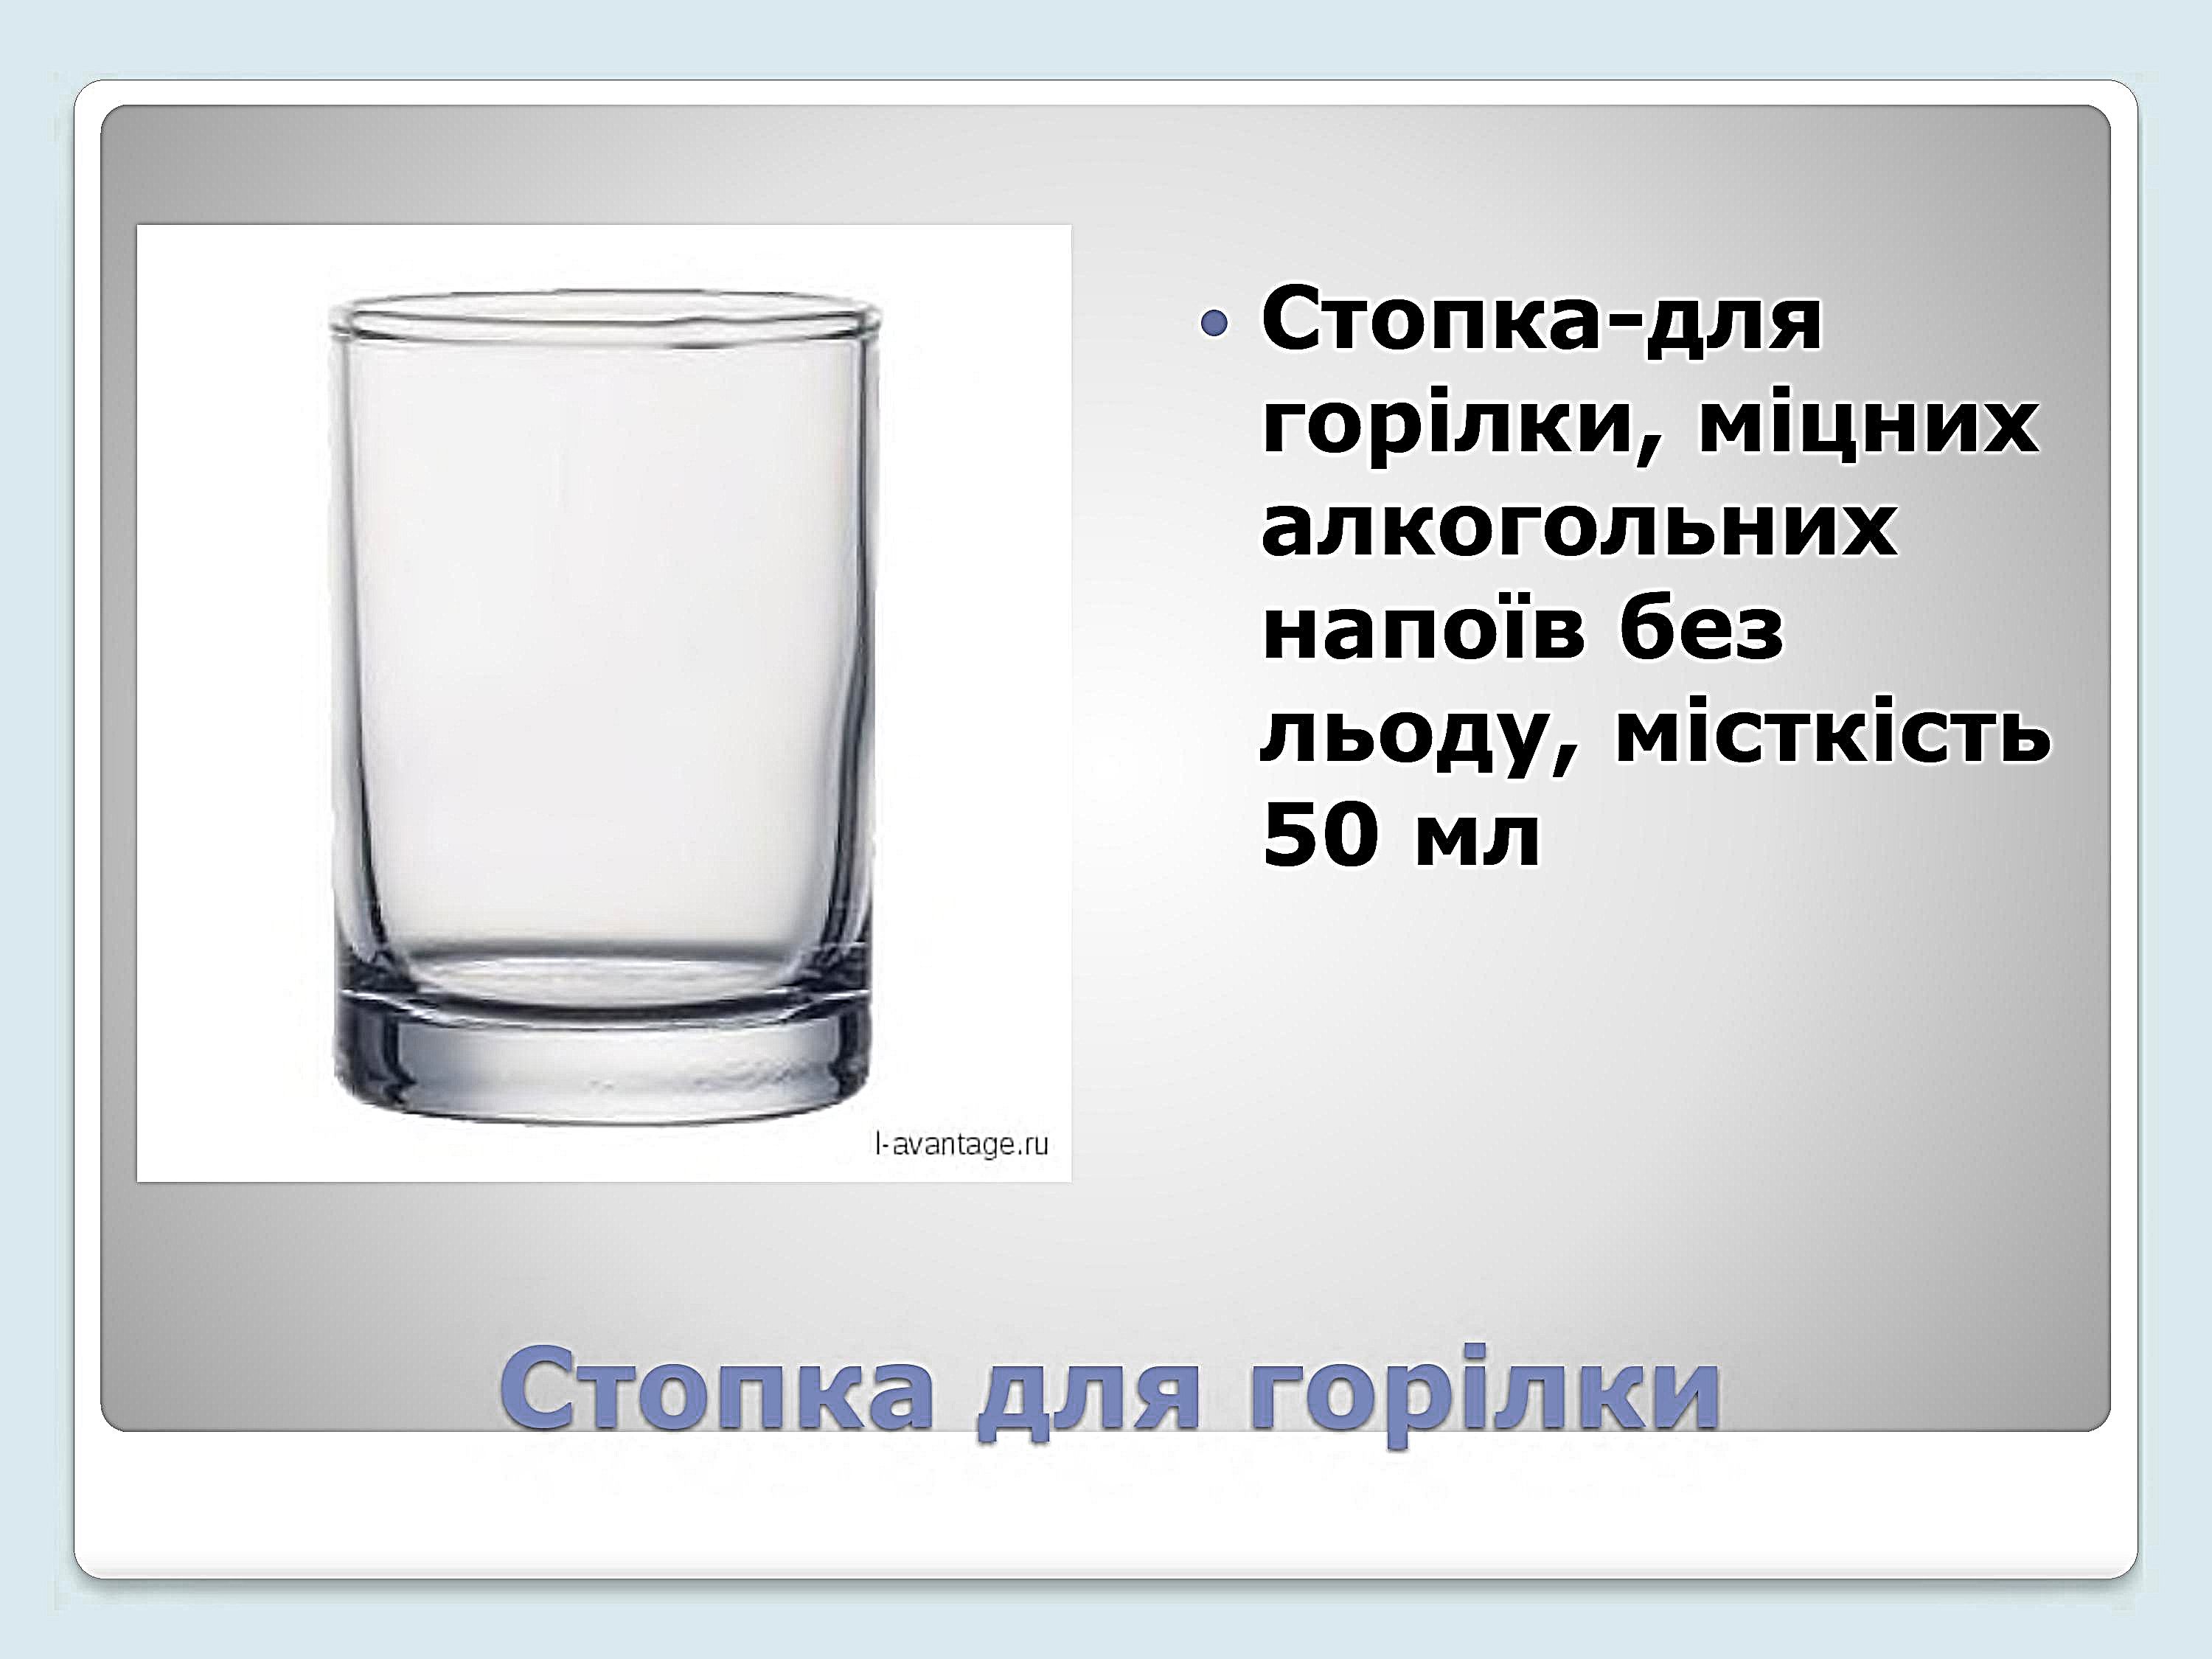 Стопка-для
горілки, міцних
алкогольних
напоїв без
льоду, місткість
50 мл
l-avantage.ru
Стопка для горілки